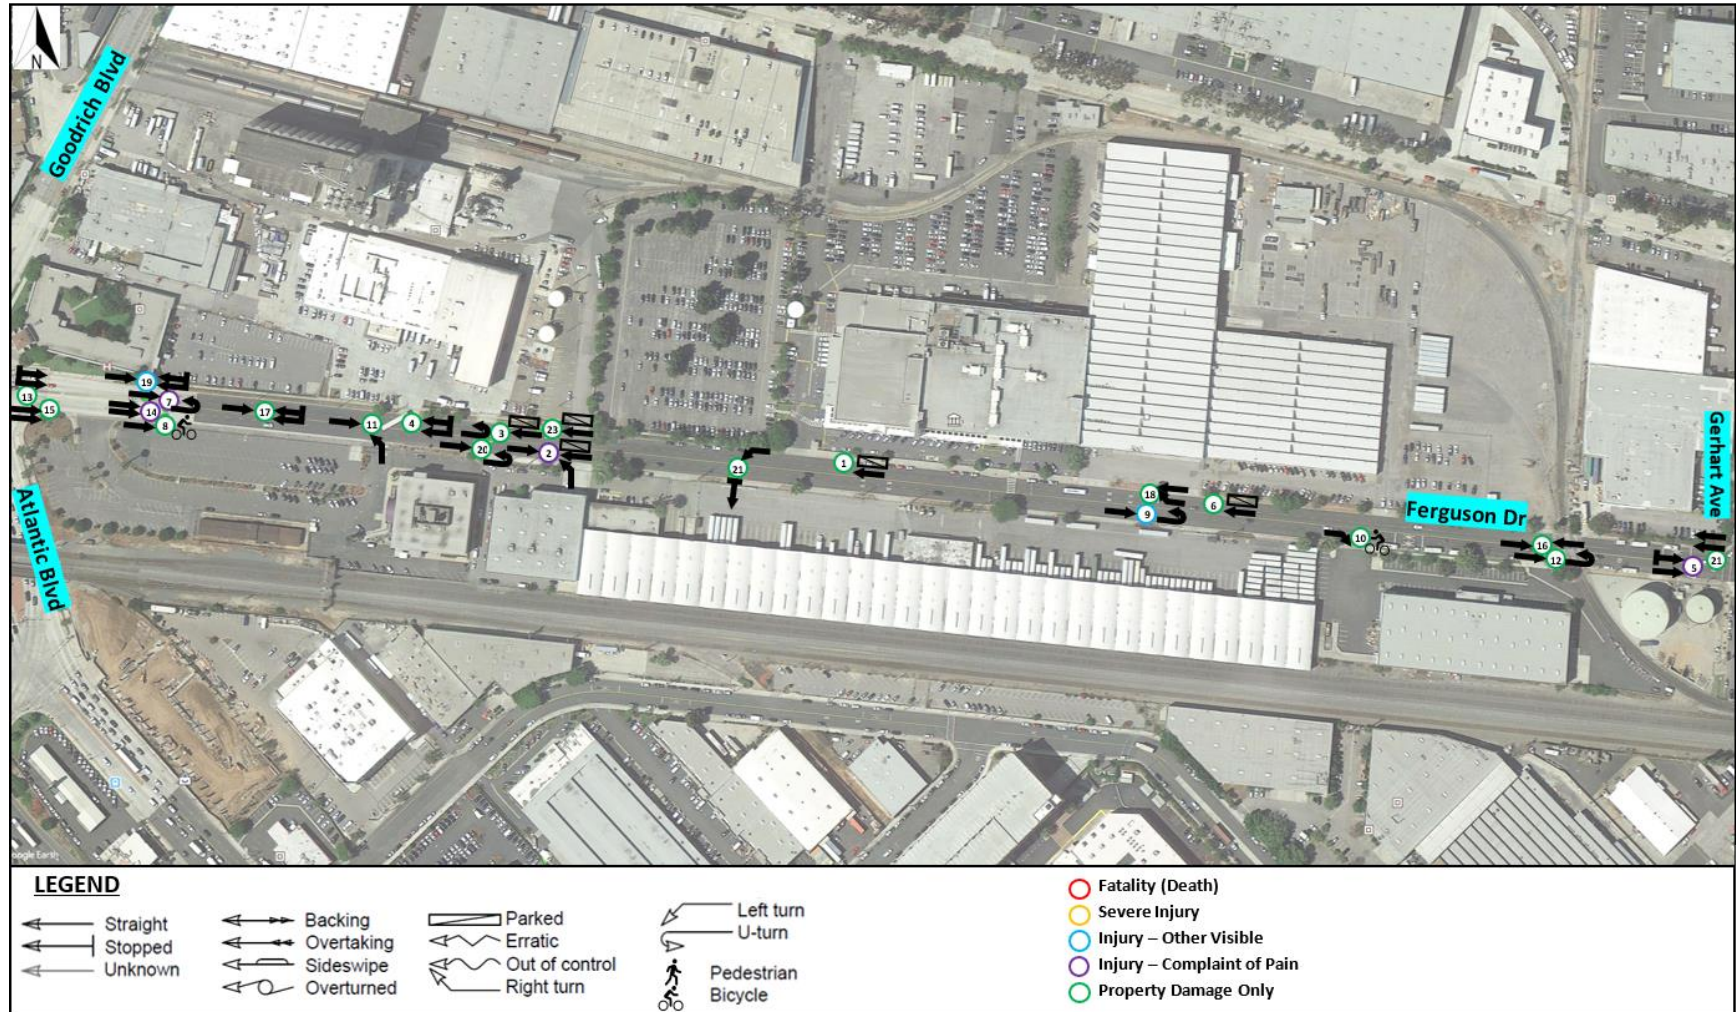 N
Goodrich Blvd
19
7
13
15
14
8
17
11
4
3
23
20
2
21
1
18
9
6
Ferguson Dr
Gerhart Ave
10
16
12
5
21
Atlantic Blvd
oogle Earth
LEGEND
Straight
Stopped
Unknown
Backing
Overtaking
Sideswipe
Overturned
Parked
Erratic
Out of control
Right turn
Left turn
U-turn
Pedestrian
Bicycle
Fatality (Death)
Severe Injury
Injury – Other Visible
Injury – Complaint of Pain
Property Damage Only